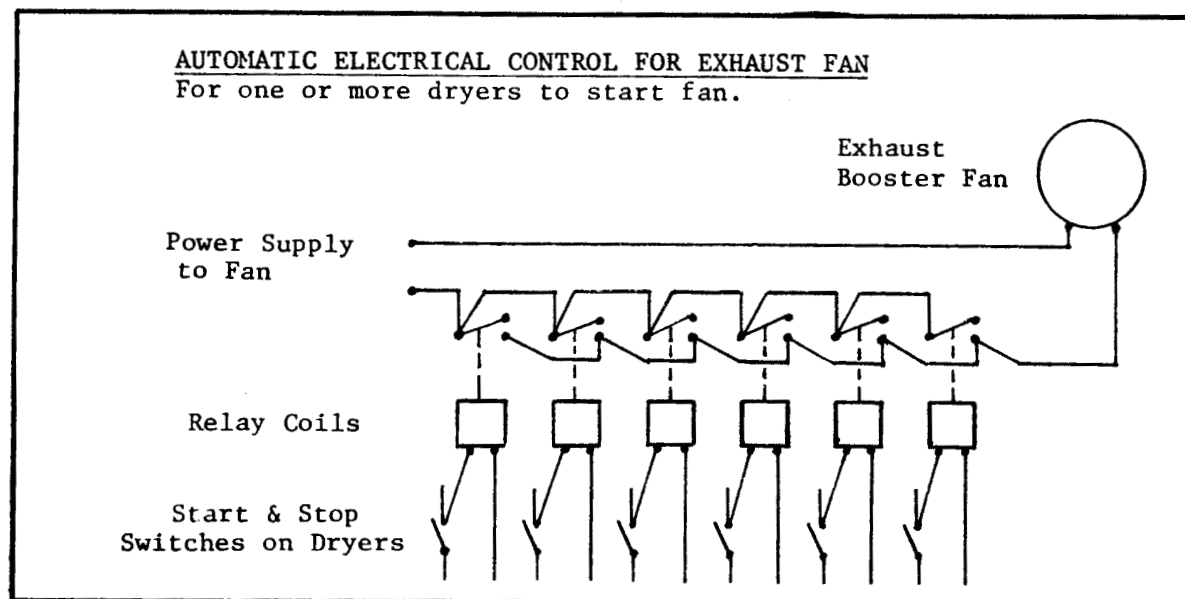 AUTOMATIC ELECTRICAL CONTROL FOR EXHAUST FAN
For one or more dryers to start fan.
Exhaust
Booster Fan
Power Supply
to Fan
Relay Coils
Start & Stop
Switches on Dryers